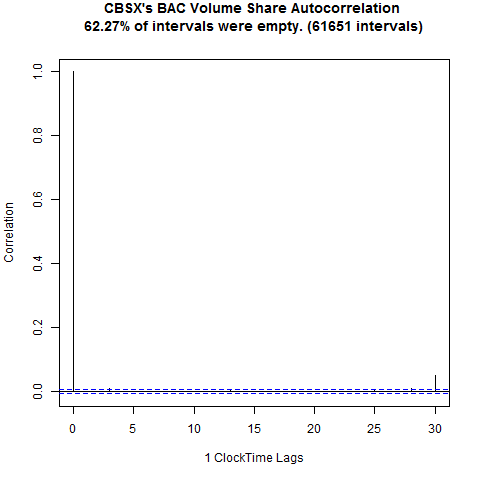 CBSX's BAC Volume Share Autocorrelation
62.27% of intervals were empty. (61651 intervals)
1.0
0.8
0.6
0.4
0.2
0.0
Correlation
0 5 10 15 20 25 30
1 ClockTime Lags